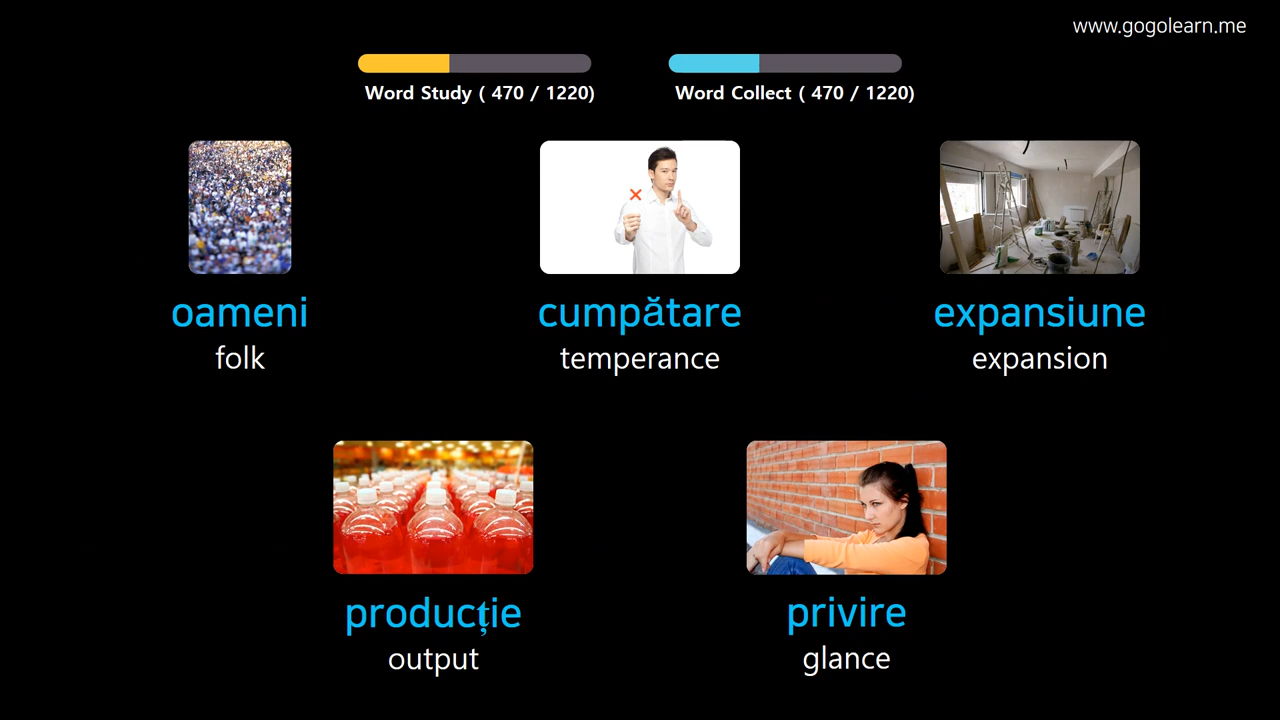 www.gogolearn.me
Word Study ( 470 / 1220)
Word Collect ( 470 / 1220)
oameni
folk
cumpătare
temperance
expansiune
expansion
producție
output
privire
glance